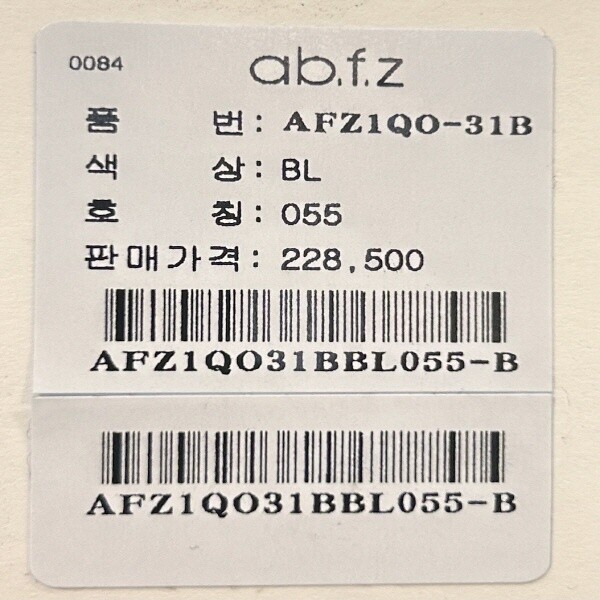 0084 ab.f.z
품 번: AFZ1QO-31B
색 상: BL
호 칭: 055
판매가격: 228,500
AFZ1QO31BBL055-B
AFZ1QO31BBL055-B